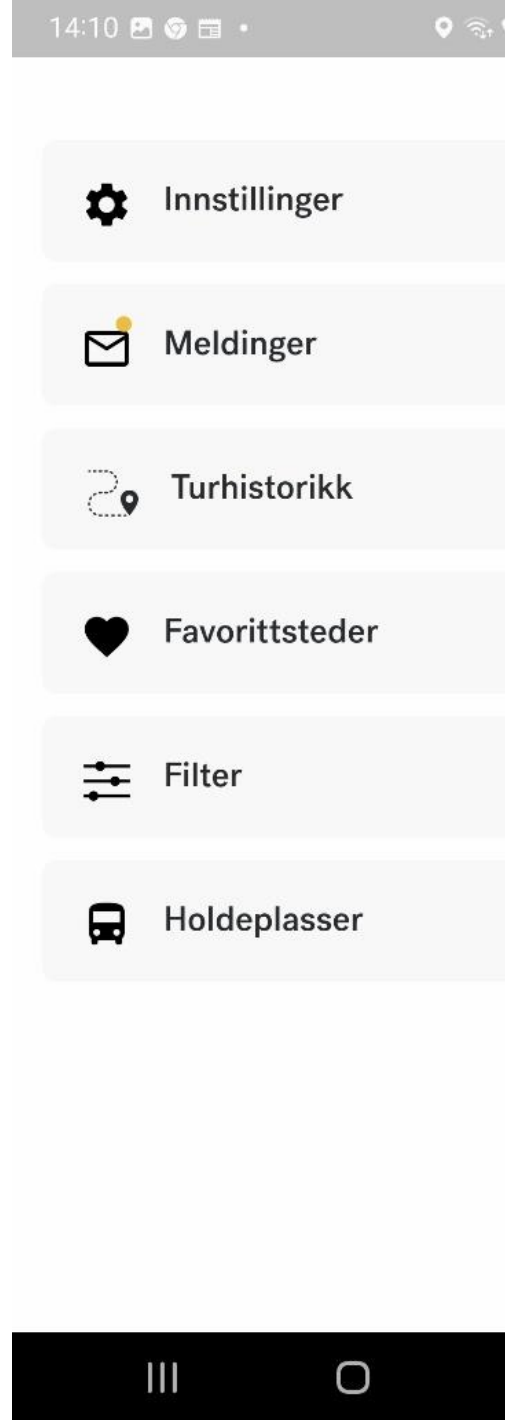 14:10
Innstillinger
Meldinger
Turhistorikk
Favorittsteder
Filter
Holdeplasser